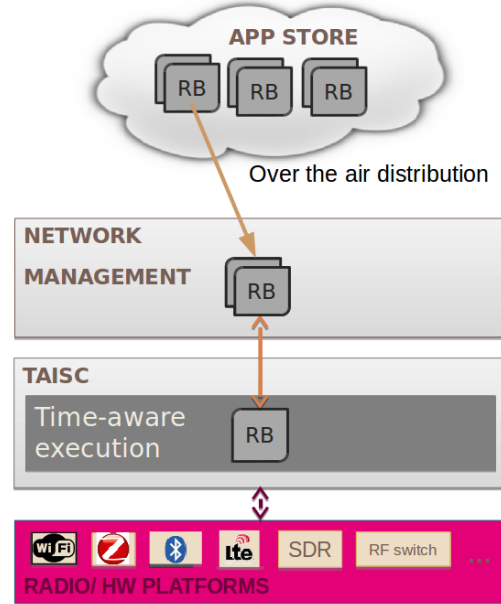 APP STORE
RB RB RB
Over the air distribution
NETWORK
MANAGEMENT
RB
TAISC
Time-aware
execution
RB
WiFi Lte SDR RF switch ...
RADIO/ HW PLATFORMS